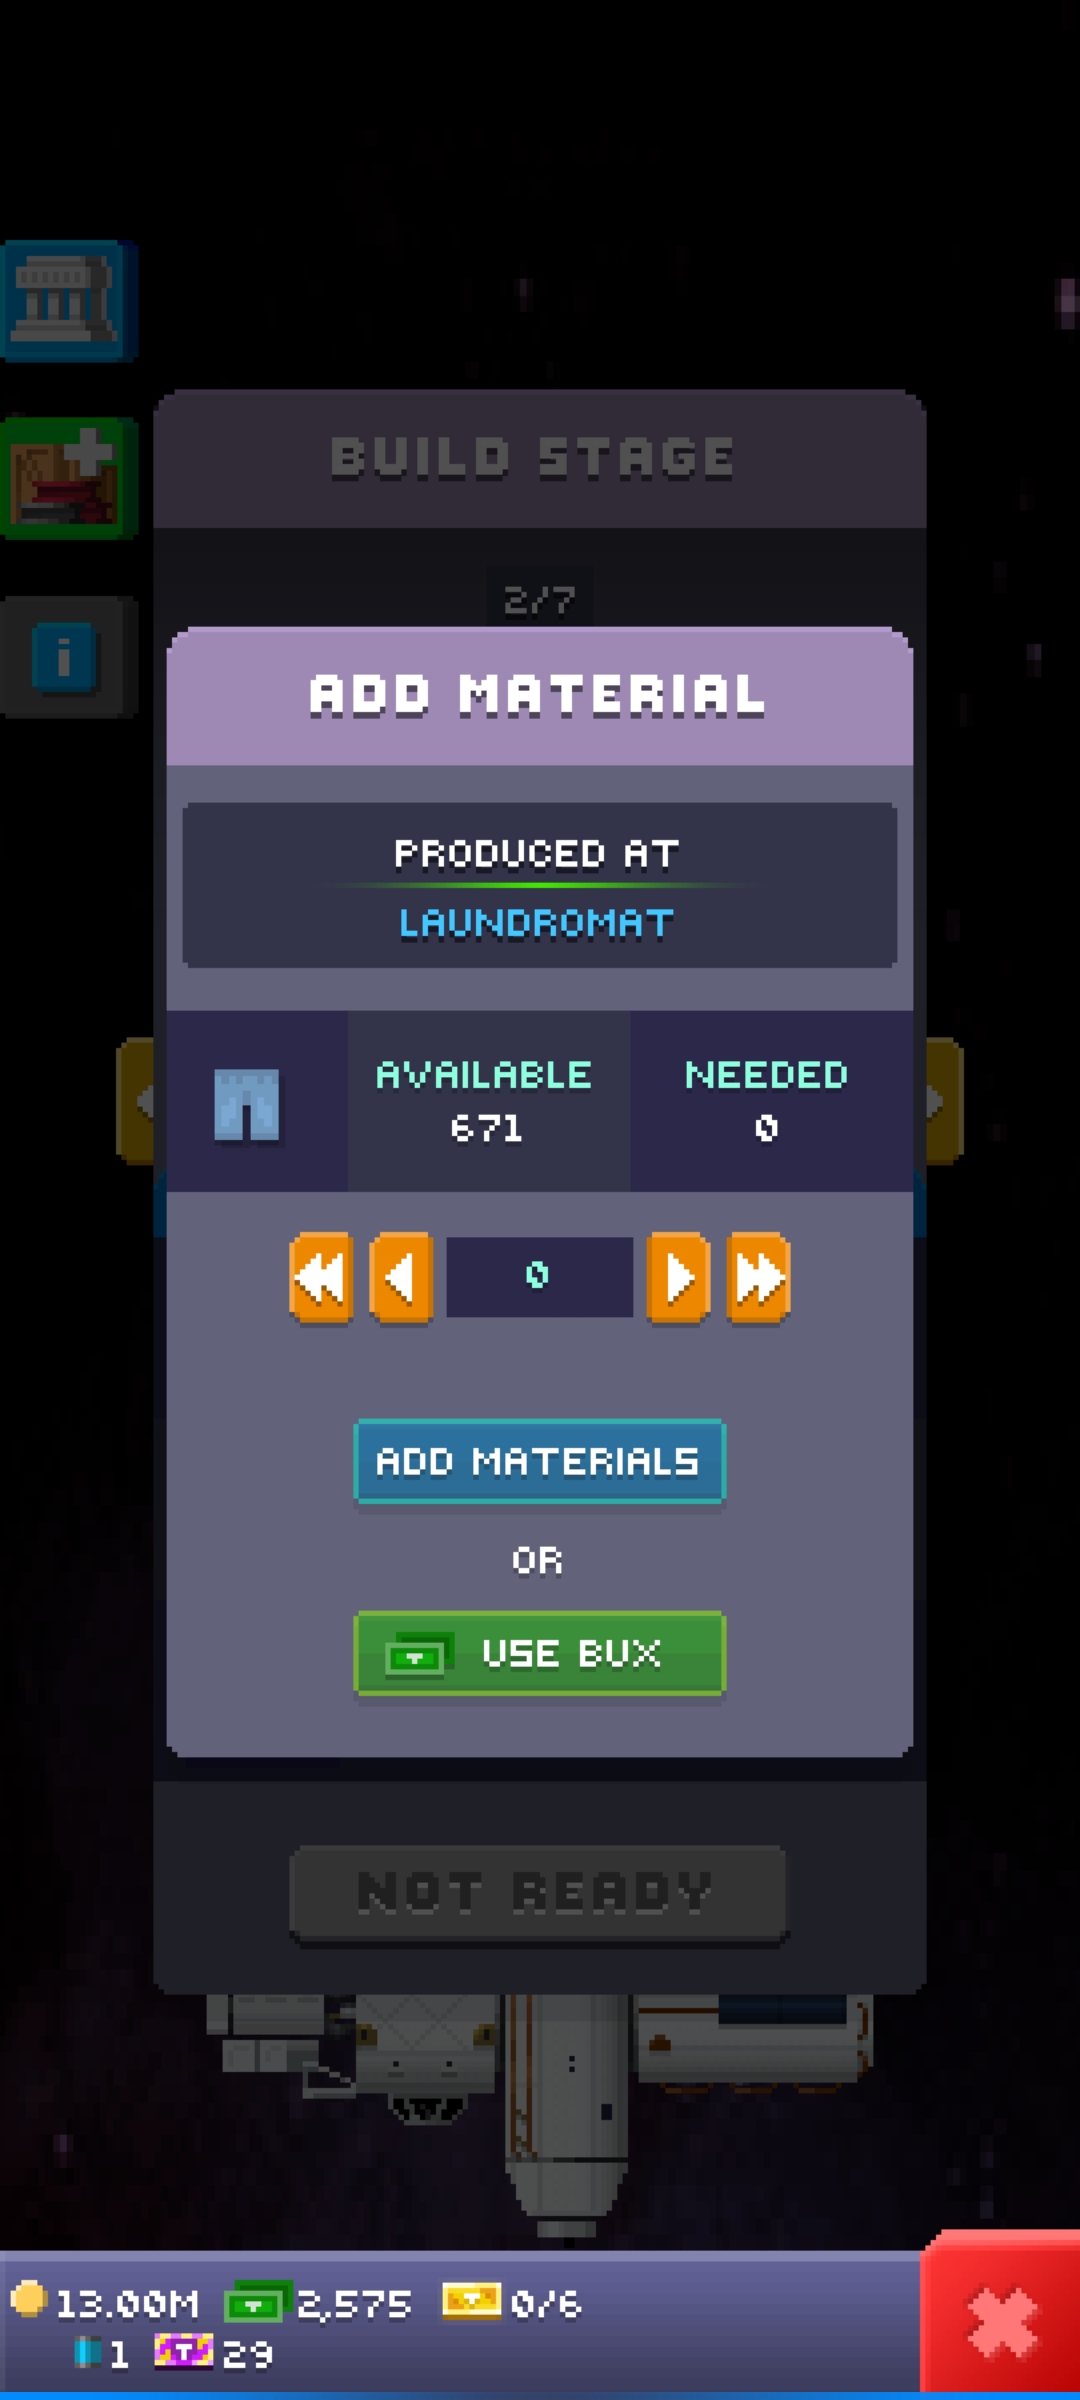 BUILD STAGE
2/7
ADD MATERIAL
PRODUCED AT
LAUNDROMAT
AVAILABLE
671
NEEDED
0
0
ADD MATERIALS
OR
USE BUX
NOT READY
13.00M 2,575 0/6
1 29